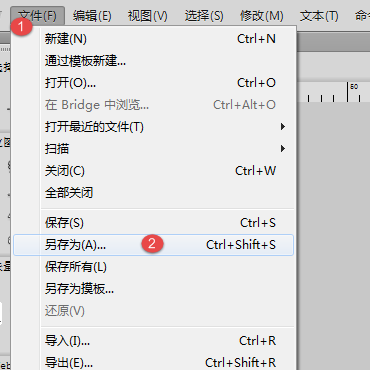 文件(F) 编辑(E) 视图(V) 选择(S) 修改(M) 文本(T)
1
新建(N) Ctrl+N
通过模板新建...
打开(O)... Ctrl+O
在 Bridge 中浏览... Ctrl+Alt+O
打开最近的文件(T)
扫描
关闭(C) Ctrl+W
全部关闭
保存(S) Ctrl+S
另存为(A)... 2 Ctrl+Shift+S
保存所有(L)
另存为摸板...
还原(V)
导入(I)... Ctrl+R
导出(E)... Ctrl+Shift+R
50